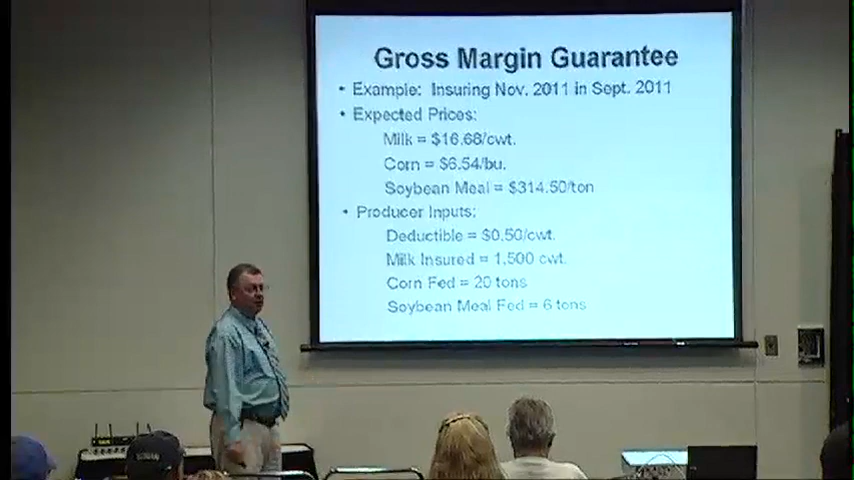 Gross Margin Guarantee
• Example: Insuring Nov. 2011 in Sept. 2011
• Expected Prices:
Milk = $16.68/cwt.
Corn = $6.54/bu.
Soybean Meal = $314.50/ton
• Producer Inputs:
Deductible = $0.50/cwt.
Milk Insured = 1,500 cwt.
Corn Fed = 20 tons
Soybean Meal Fed = 6 tons